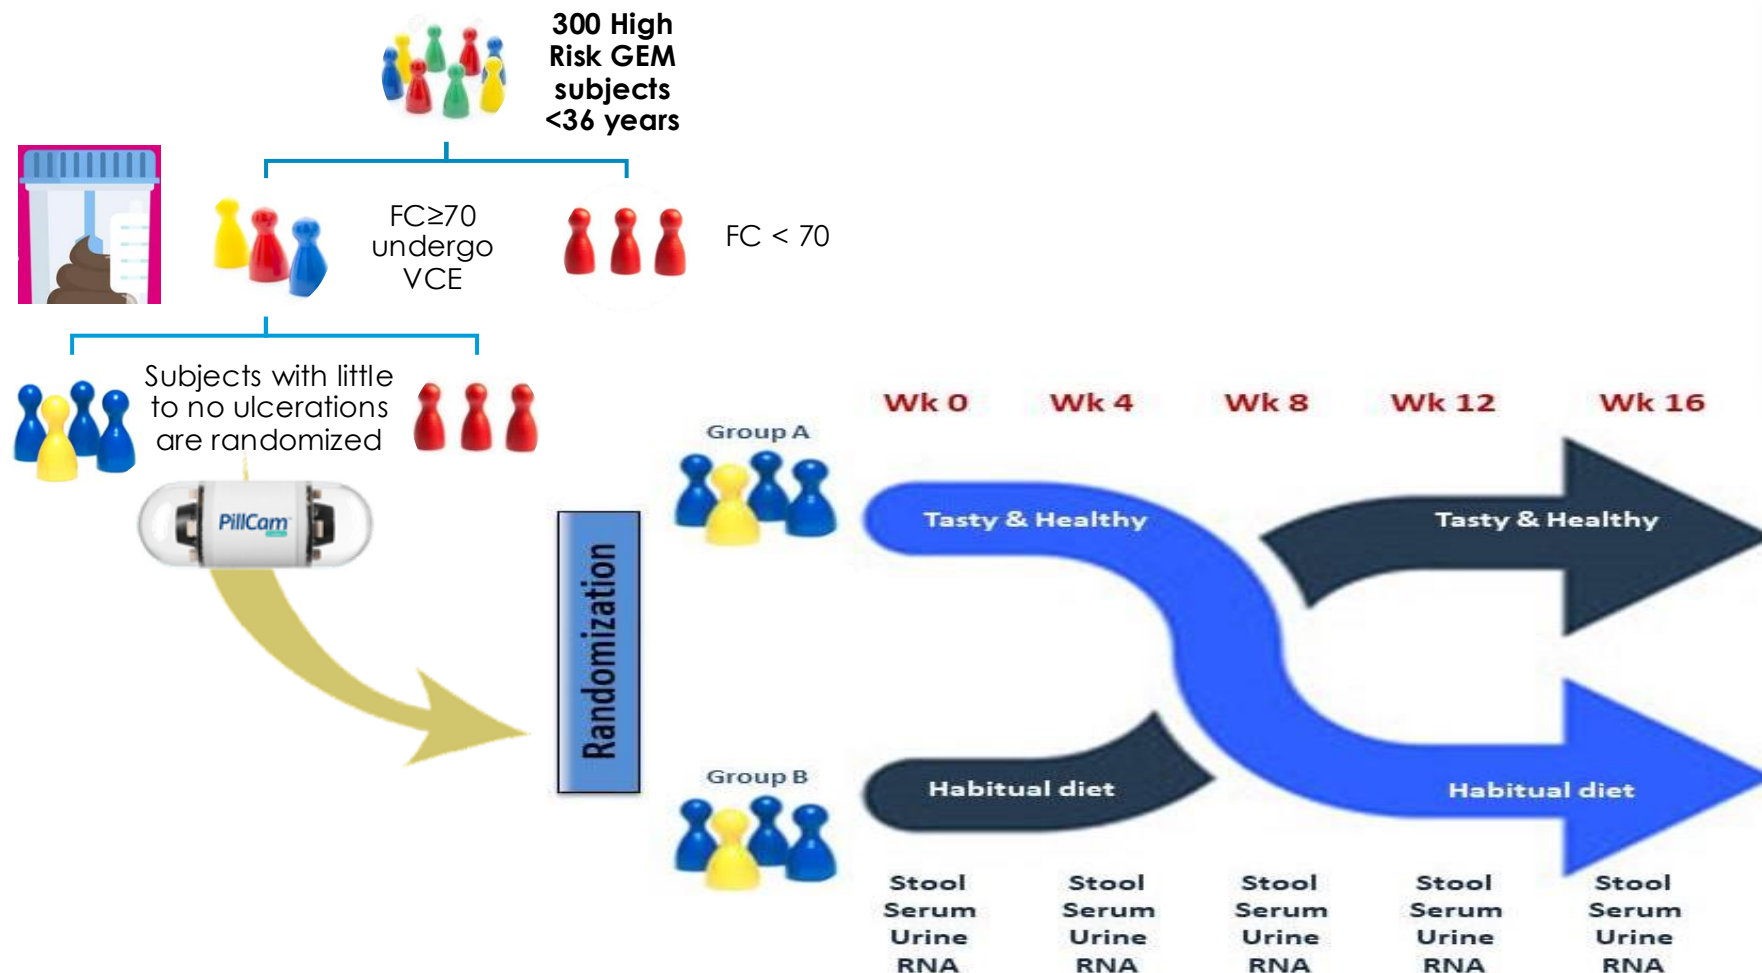 300 High
Risk GEM
subjects
<36 years
FC≥70
undergo
VCE
FC < 70
Subjects with little
to no ulcerations
are randomized
PillCam
Randomization
Group A
Group B
Wk 0
Wk 4
Wk 8
Wk 12
Wk 16
Tasty & Healthy
Tasty & Healthy
Habitual diet
Habitual diet
Stool
Serum
Urine
RNA
Stool
Serum
Urine
RNA
Stool
Serum
Urine
RNA
Stool
Serum
Urine
RNA
Stool
Serum
Urine
RNA